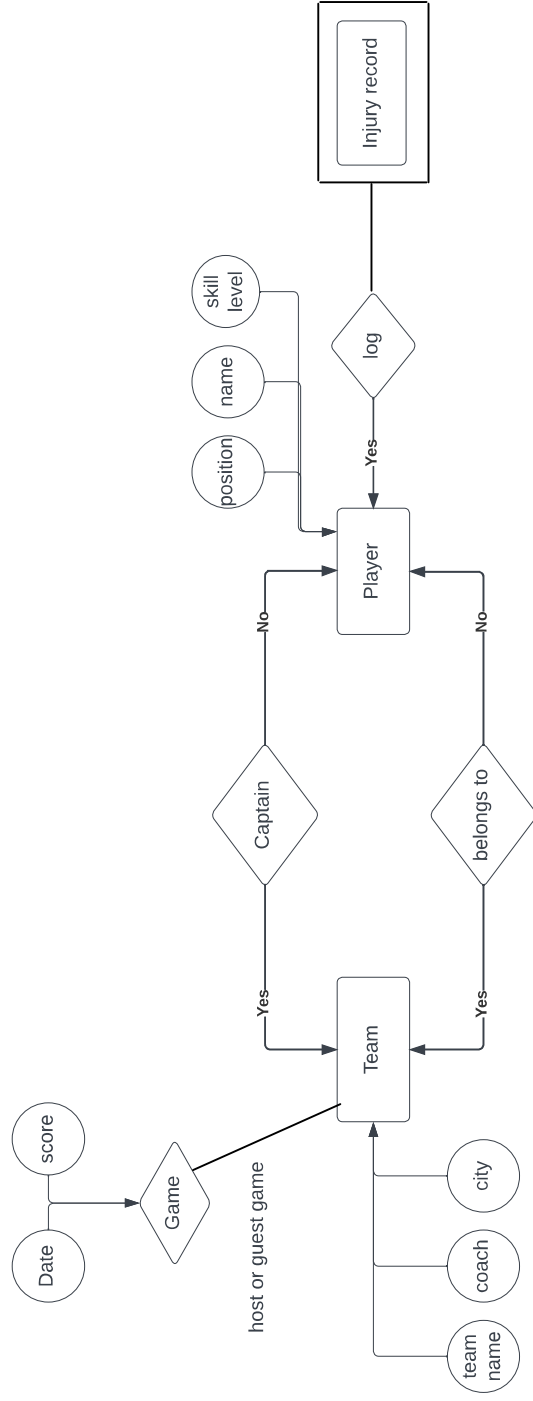 Date
score
Game
host or guest game
position
name
skill
level
Yes
Captain
No
Team
Player
Yes
log
Injury record
Yes
belongs to
No
team
name
coach
city